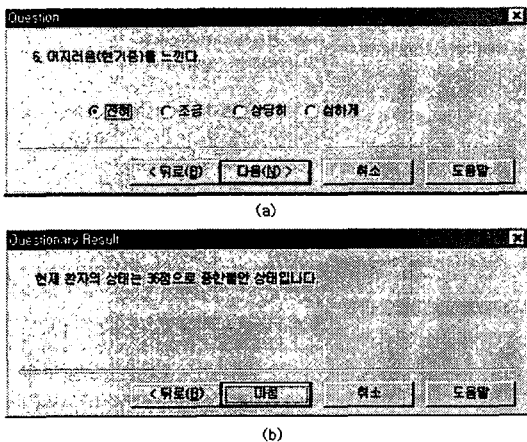 Question
6. 어지러움(현기증)를 느낀다.
전혀 조금 상당히 심하게
< 뒤로(B) 다음(N) > 취소 도움말
(a)
Questionary Result
현재 환자의 상태는 36점으로 중한불안 상태입니다.
< 뒤로(B) 마침 취소 도움말
(b)